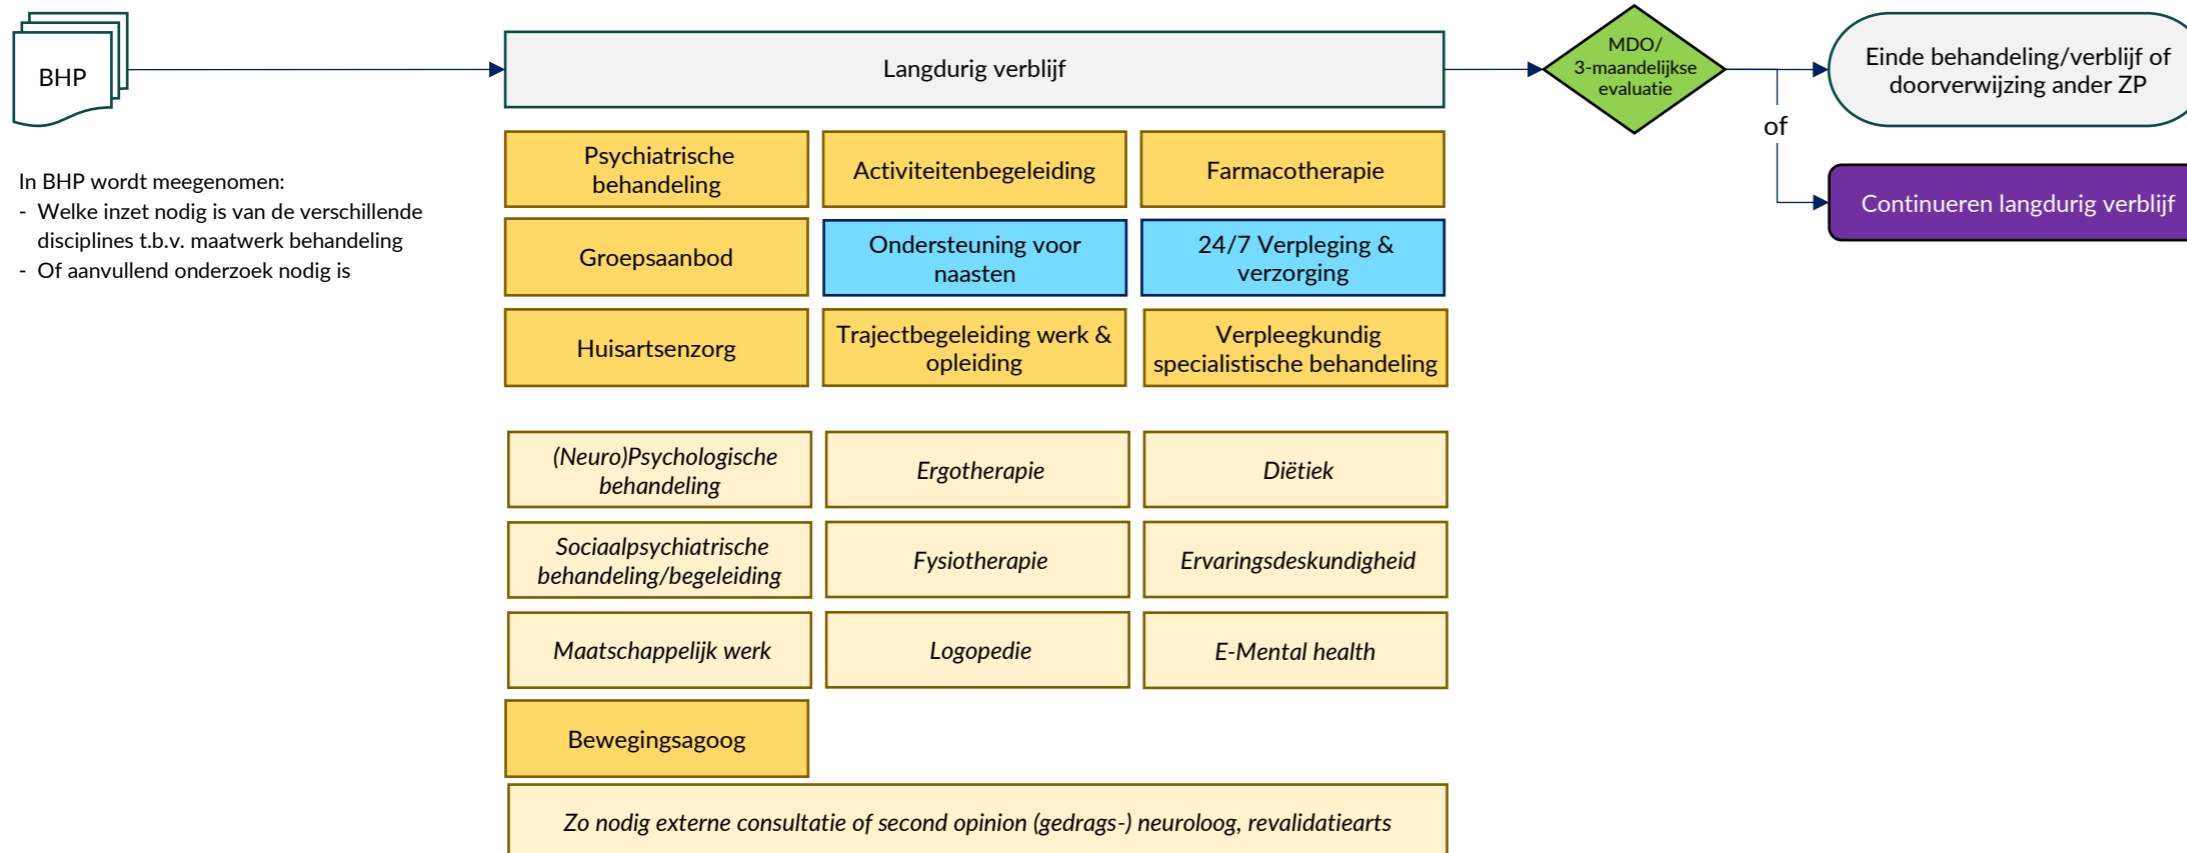 BHP
Langdurig verblijf
MDO/
3-maandelijkse
evaluatie
Einde behandeling/verblijf of
doorverwijzing ander ZP
of
Continueren langdurig verblijf
In BHP wordt meegenomen:
- Welke inzet nodig is van de verschillende
disciplines t.b.v. maatwerk behandeling
- Of aanvullend onderzoek nodig is
Psychiatrische
behandeling
Activiteitenbegeleiding
Farmacotherapie
Groepsaanbod
Ondersteuning voor
naasten
24/7 Verpleging &
verzorging
Huisartsenzorg
Trajectbegeleiding werk &
opleiding
Verpleegkundig
specialistische behandeling
(Neuro)Psychologische
behandeling
Ergotherapie
Diëtiek
Sociaalpsychiatrische
behandeling/begeleiding
Fysiotherapie
Ervaringsdeskundigheid
Maatschappelijk werk
Logopedie
E-Mental health
Bewegingsagoog
Zo nodig externe consultatie of second opinion (gedrags-) neuroloog, revalidatiearts